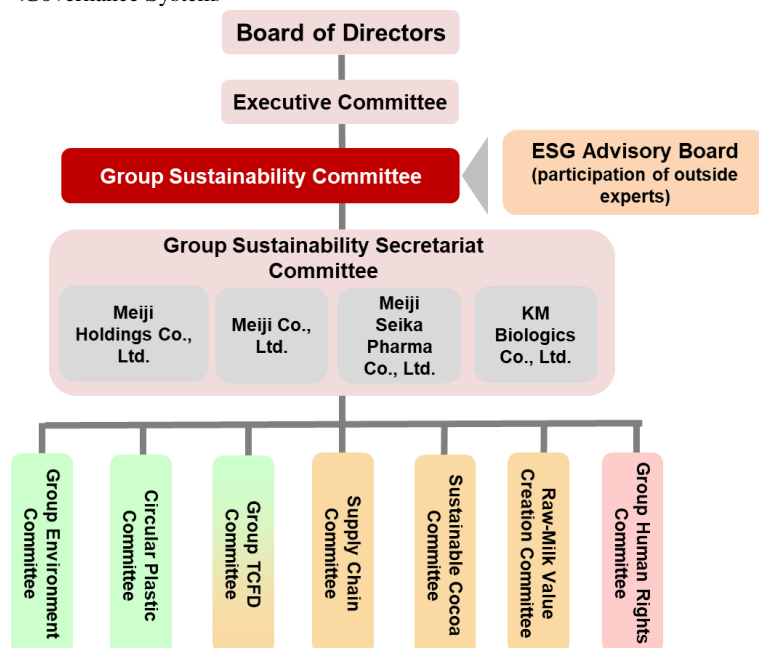 Governance System
Board of Directors
Executive Committee
Group Sustainability Committee
ESG Advisory Board
(participation of outside
experts)
Group Sustainability Secretariat
Committee
Meiji
Holdings Co.,
Ltd.
Meiji Co.,
Ltd.
Meiji
Seika
Pharma
Co., Ltd.
KM
Biologics
Co., Ltd.
Group Environment
Committee
Circular Plastic
Committee
Group TCFD
Committee
Supply Chain
Committee
Sustainable Cocoa
Committee
Raw-Milk Value
Creation Committee
Group Human Rights
Committee